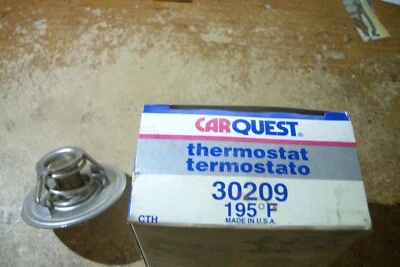 CARQUEST®
thermostat
termostato
30209
195°F
MADE IN U.S.A.
CTH